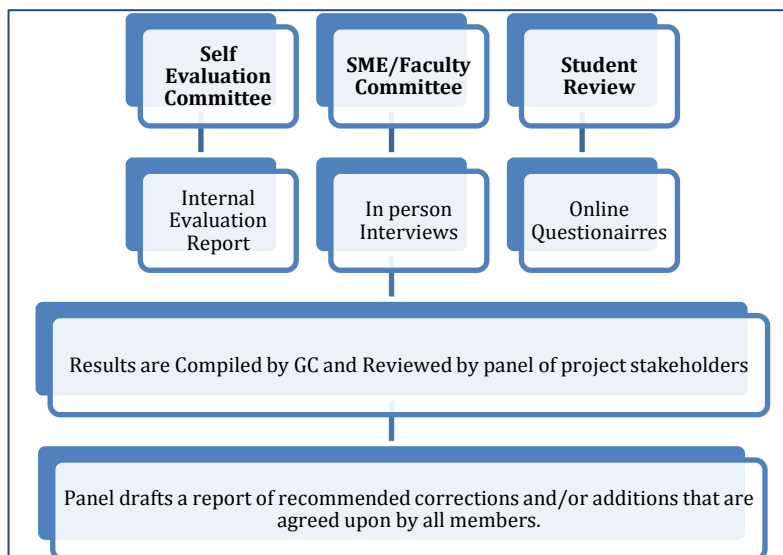 Self
Evaluation
Committee
SME/Faculty
Committee
Student
Review
Internal
Evaluation
Report
In person
Interviews
Online
Questionairres
Results are Compiled by GC and Reviewed by panel of project stakeholders
Panel drafts a report of recommended corrections and/or additions that are
agreed upon by all members.